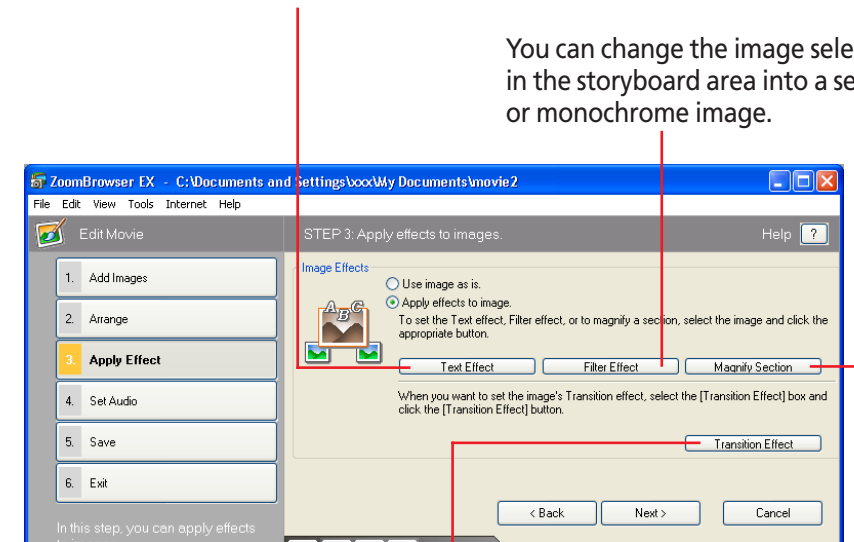 You can change the image sele
in the storyboard area into a se
or monochrome image.
ZoomBrowser EX - C:\Documents and Settings\xxx\My Documents\movie2
File Edit View Tools Internet Help
Edit Movie
STEP 3: Apply effects to images.
Help ?
1. Add Images
2. Arrange
3. Apply Effect
4. Set Audio
5. Save
6. Exit
In this step, you can apply effects
Image Effects
Use image as is.
Apply effects to image.
To set the Text effect, Filter effect, or to magnify a section, select the image and click the
appropriate button.
A B C
Text Effect
Filter Effect
Magnify Section
When you want to set the image's Transition effect, select the [Transition Effect] box and
click the [Transition Effect] button.
Transition Effect
< Back
Next >
Cancel